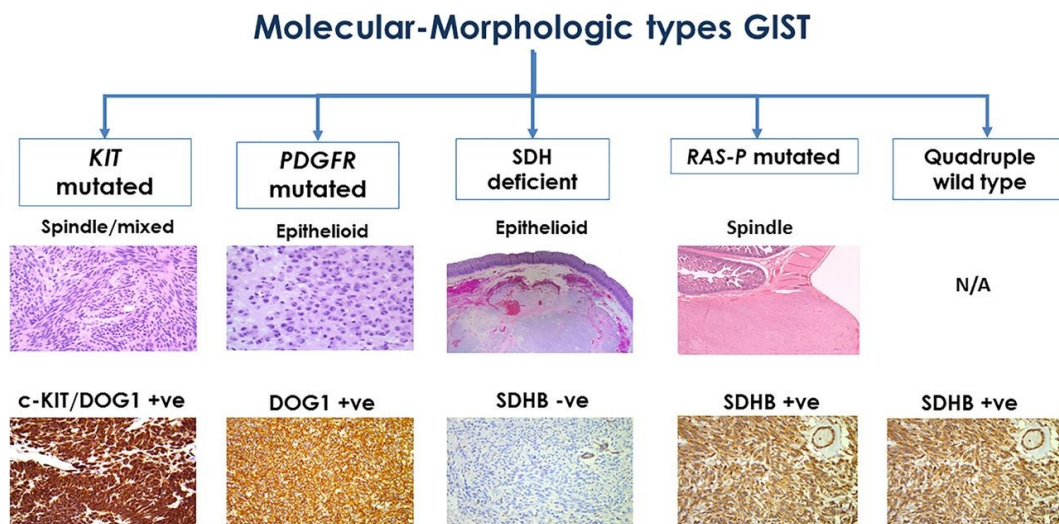 Molecular-Morphologic types GIST
KIT
mutated
PDGFR
mutated
SDH
deficient
RAS-P mutated
Quadruple
wild type
Spindle/mixed
Epithelioid
Epithelioid
Spindle
N/A
c-KIT/DOG1 +ve
DOG1 +ve
SDHB -ve
SDHB +ve
SDHB +ve